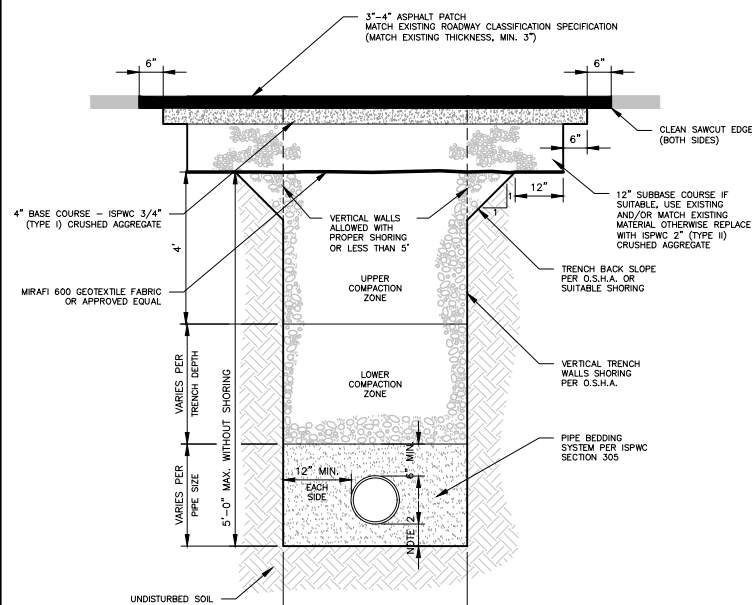 3"-4" ASPHALT PATCH
MATCH EXISTING ROADWAY CLASSIFICATION SPECIFICATION
(MATCH EXISTING THICKNESS, MIN. 3")
6"
6"
CLEAN SAWCUT EDGE
(BOTH SIDES)
6"
12"
1
1
4" BASE COURSE – ISPWC 3/4"
(TYPE I) CRUSHED AGGREGATE
VERTICAL WALLS
ALLOWED WITH
PROPER SHORING
OR LESS THAN 5'
12" SUBBASE COURSE IF
SUITABLE, USE EXISTING
AND/OR MATCH EXISTING
MATERIAL OTHERWISE REPLACE
WITH ISPWC 2" (TYPE II)
CRUSHED AGGREGATE
4'
MIRAFI 600 GEOTEXTILE FABRIC
OR APPROVED EQUAL
UPPER
COMPACTION
ZONE
TRENCH BACK SLOPE
PER O.S.H.A. OR
SUITABLE SHORING
VARIES PER
TRENCH DEPTH
LOWER
COMPACTION
ZONE
VERTICAL TRENCH
WALLS SHORING
PER O.S.H.A.
5'-0" MAX. WITHOUT SHORING
VARIES PER
PIPE SIZE
12" MIN.
EACH
SIDE
6" MIN.
NOTE 2
PIPE BEDDING
SYSTEM PER ISPWC
SECTION 305
UNDISTURBED SOIL